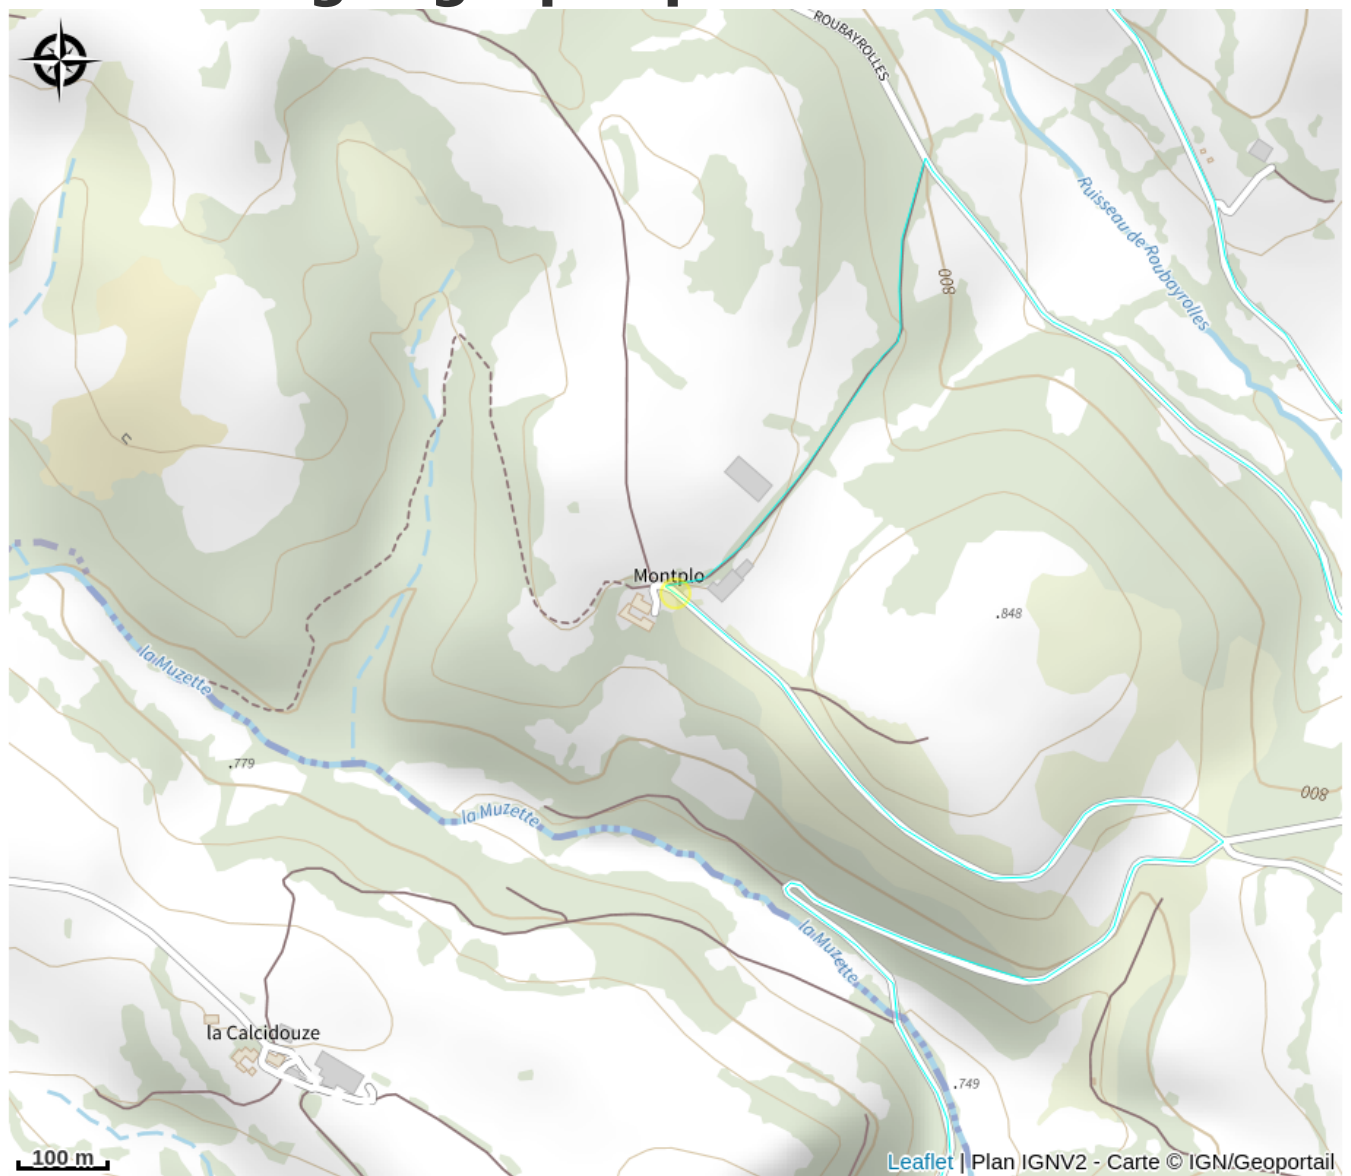 ROUBAYROLLES
Ruisseau de Roubayrolles
800
Montplo
.848
la Muzette
.779
800
la Muzette
la Muzette
la Calcidouze
.749
100 m
Leaflet | Plan IGNV2 - Carte © IGN/Geoportail